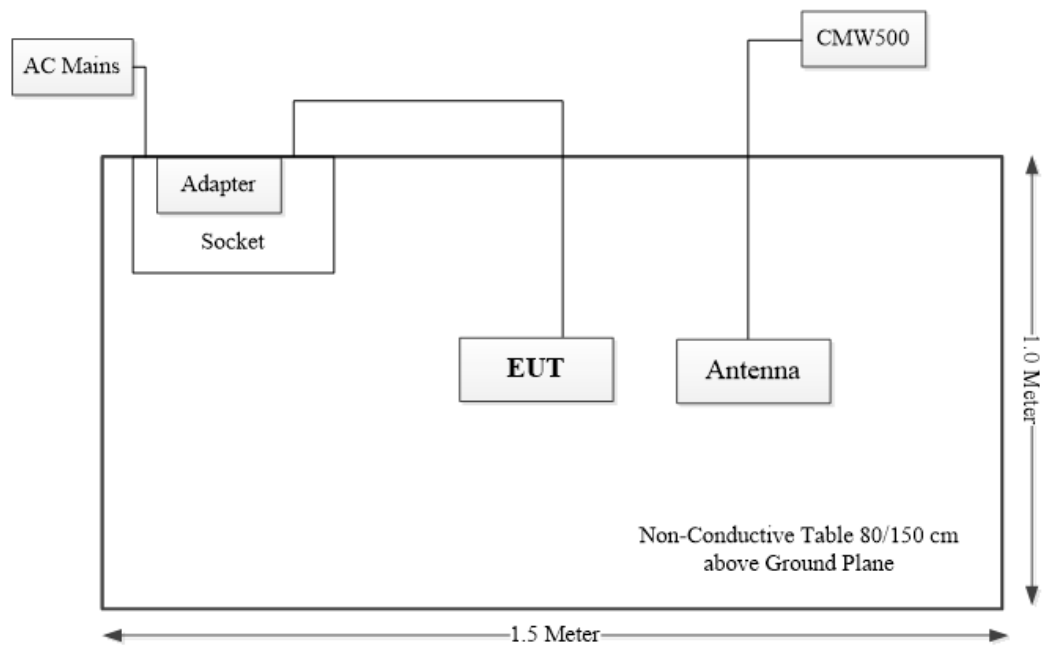 CMW500
AC Mains
Adapter
Socket
EUT
Antenna
1.0 Meter
Non-Conductive Table 80/150 cm
above Ground Plane
1.5 Meter